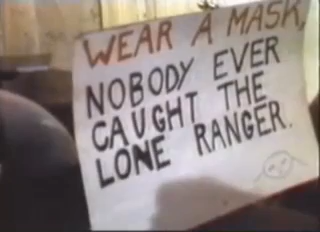 WEAR A MASK,
NOBODY EVER
CAUGHT THE
LONE RANGER.